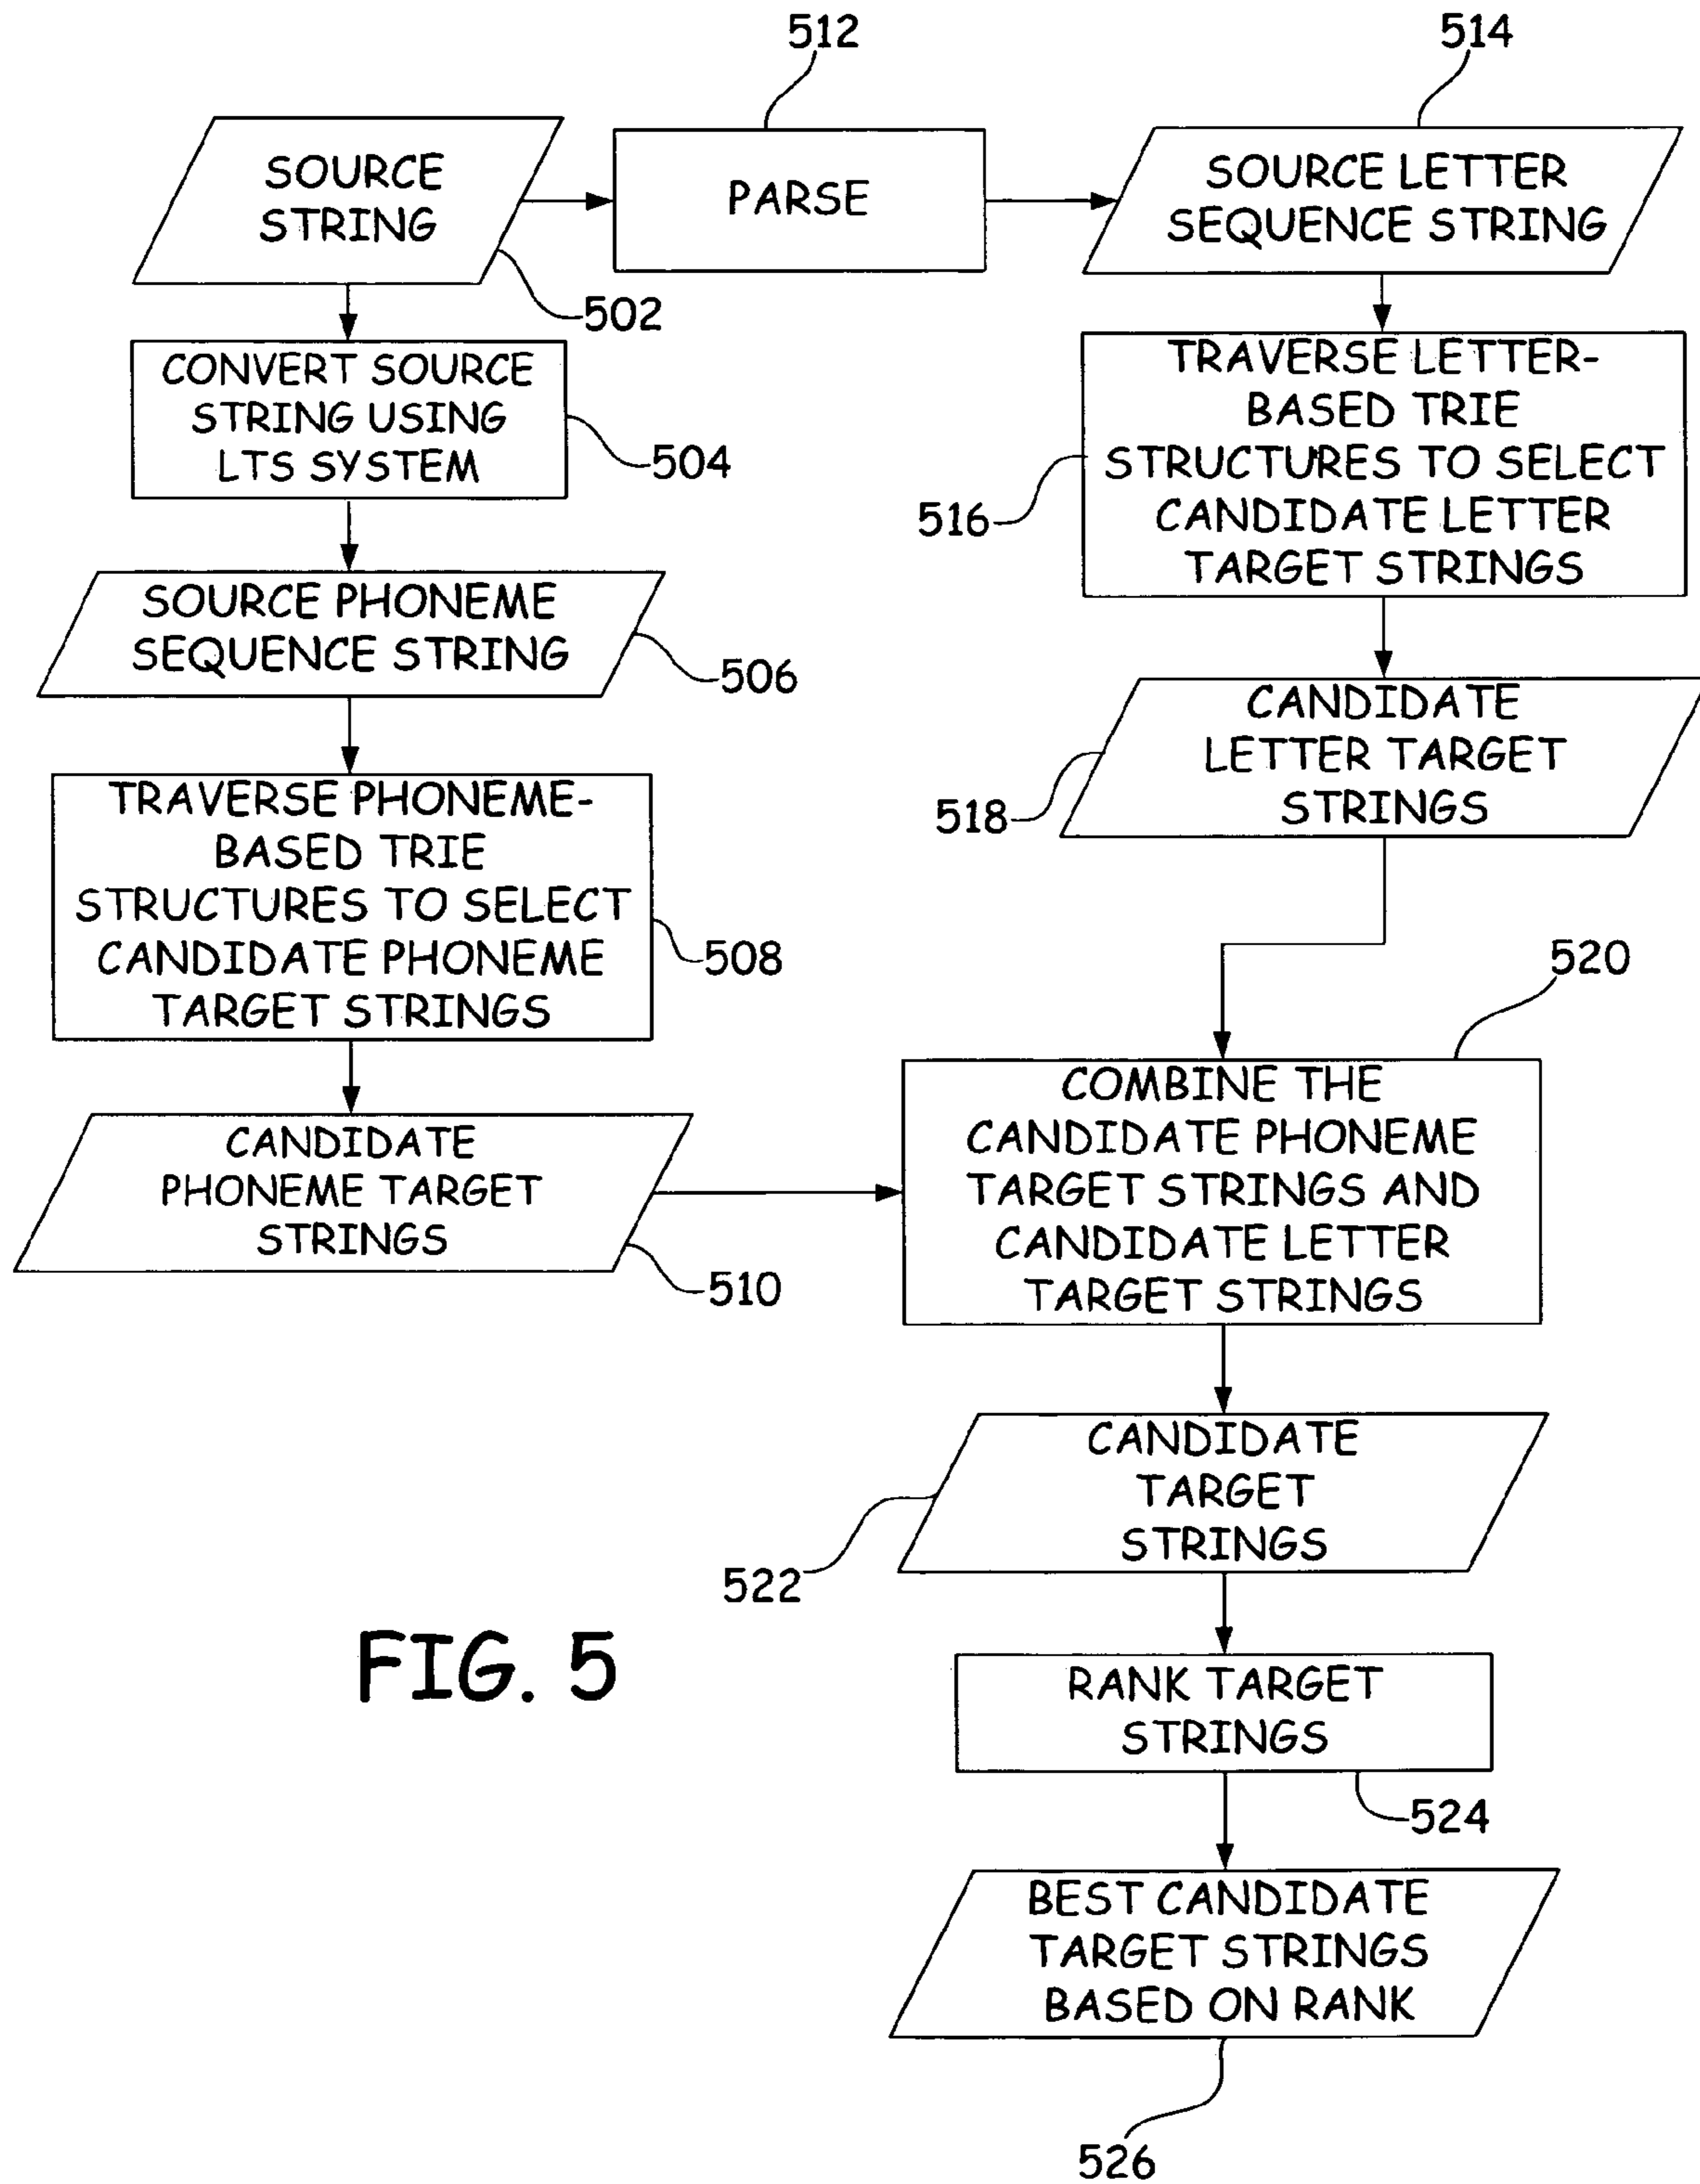 512
514
SOURCE
STRING
PARSE
SOURCE LETTER
SEQUENCE STRING
502
CONVERT SOURCE
STRING USING
LTS SYSTEM
504
TRAVERSE LETTER-
BASED TRIE
STRUCTURES TO SELECT
CANDIDATE LETTER
TARGET STRINGS
516
SOURCE PHONEME
SEQUENCE STRING
506
CANDIDATE
LETTER TARGET
STRINGS
518
TRAVERSE PHONEME-
BASED TRIE
STRUCTURES TO SELECT
CANDIDATE PHONEME
TARGET STRINGS
508
520
CANDIDATE
PHONEME TARGET
STRINGS
510
COMBINE THE
CANDIDATE PHONEME
TARGET STRINGS AND
CANDIDATE LETTER
TARGET STRINGS
CANDIDATE
TARGET
STRINGS
522
FIG. 5
RANK TARGET
STRINGS
524
BEST CANDIDATE
TARGET STRINGS
BASED ON RANK
526